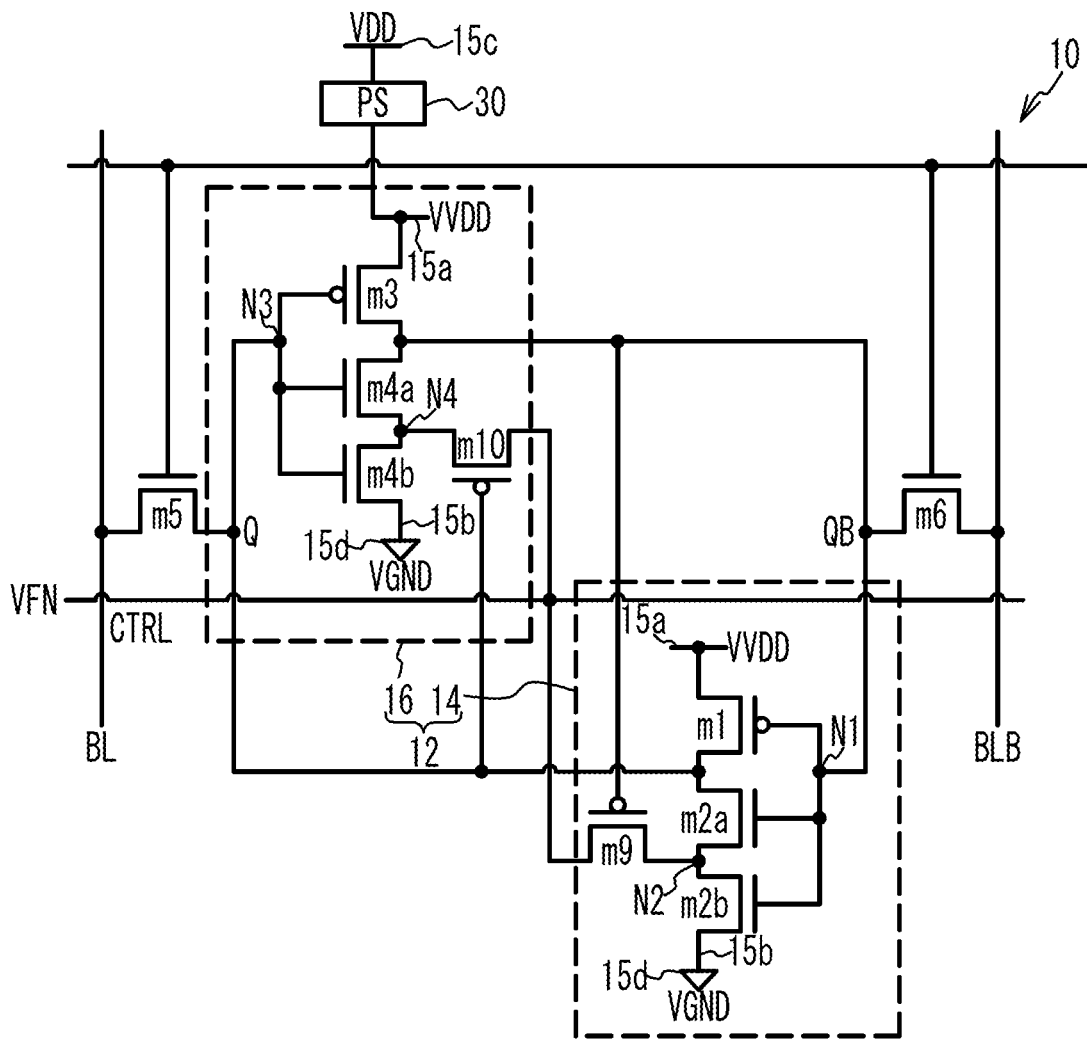 VDD
15c
10
PS
30
VVDD
15a
m3
N3
m4a
N4
m10
m4b
m5
Q
15b
QB
m6
15d
VGND
VFN
CTRL
15a
VVDD
16 14
m1
N1
12
BL
BLB
m2a
m9
N2
m2b
15b
15d
VGND